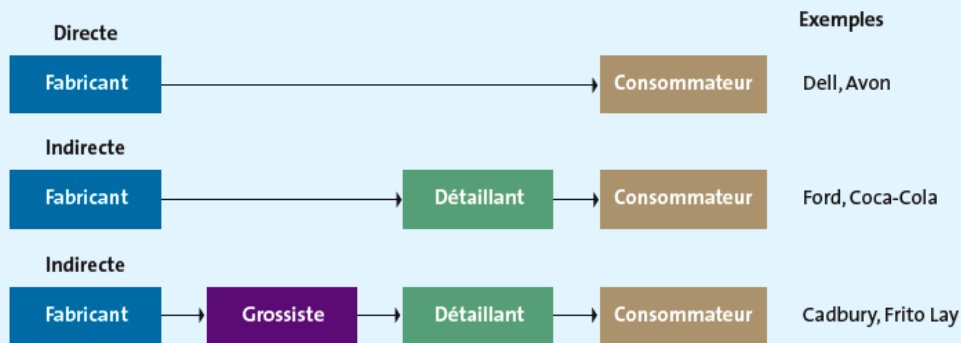 Exemples
Directe
Fabricant Consommateur Dell, Avon
Indirecte
Fabricant Détaillant Consommateur Ford, Coca-Cola
Indirecte
Fabricant Grossiste Détaillant Consommateur Cadbury, Frito Lay